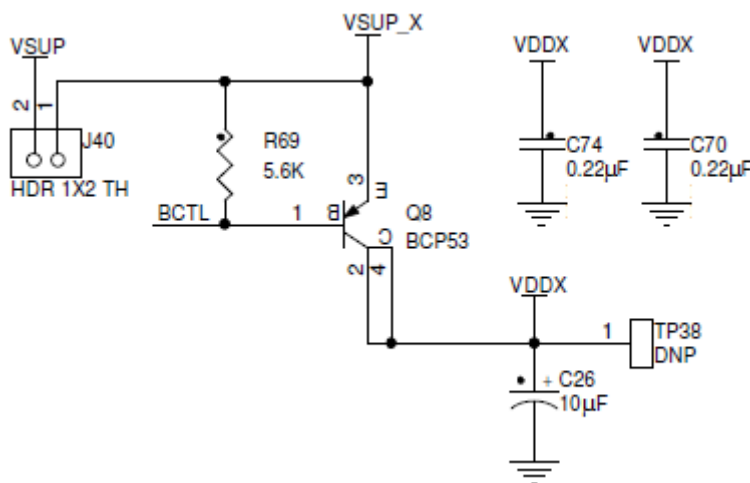 VSUP_X
VSUP
VDDX
VDDX
2
1
J40
HDR 1X2 TH
R69
5.6K
C74
0.22µF
C70
0.22µF
3
E
BCTL
1
B
Q8
BCP53
C
2
4
VDDX
1
TP38
DNP
+
C26
10µF